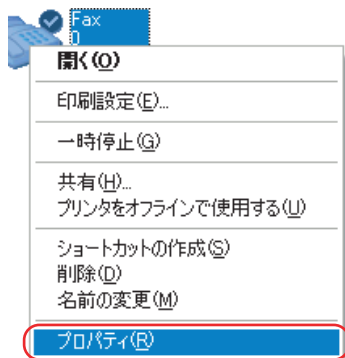 Fax
0
開く(O)
印刷設定(E)...
一時停止(G)
共有(H)...
プリンタをオフラインで使用する(U)
ショートカットの作成(S)
削除(D)
名前の変更(M)
プロパティ(R)